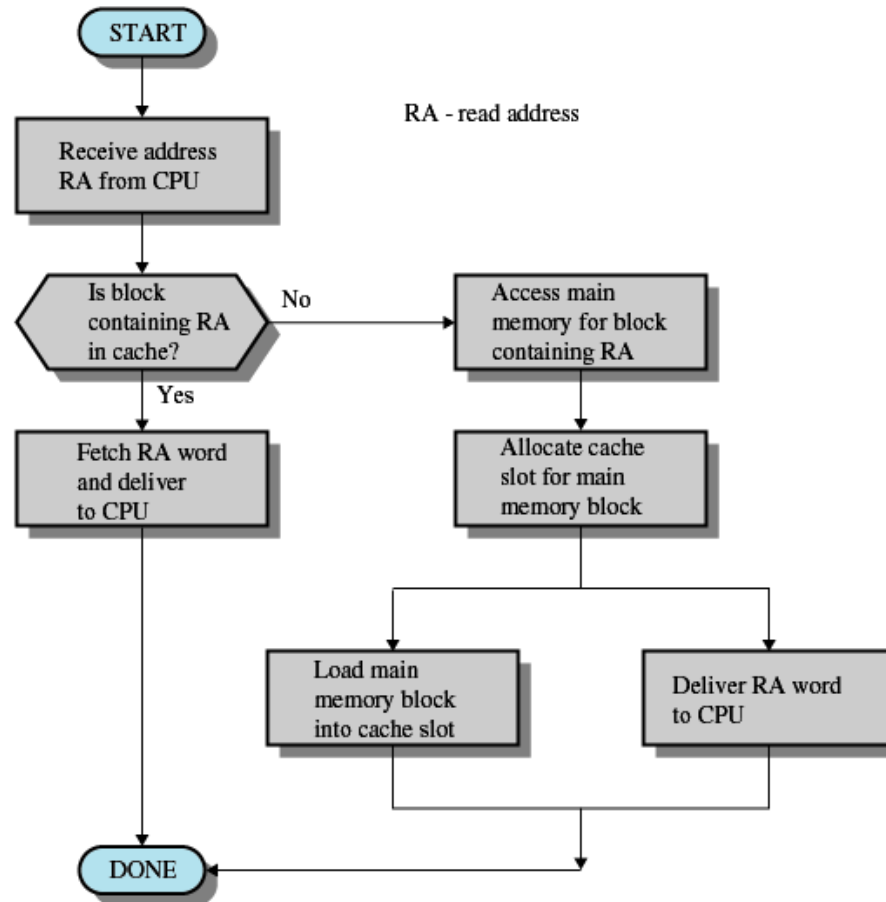 START
RA - read address
Receive address
RA from CPU
Is block
containing RA
in cache?
No
Access main
memory for block
containing RA
Yes
Fetch RA word
and deliver
to CPU
Allocate cache
slot for main
memory block
Load main
memory block
into cache slot
Deliver RA word
to CPU
DONE